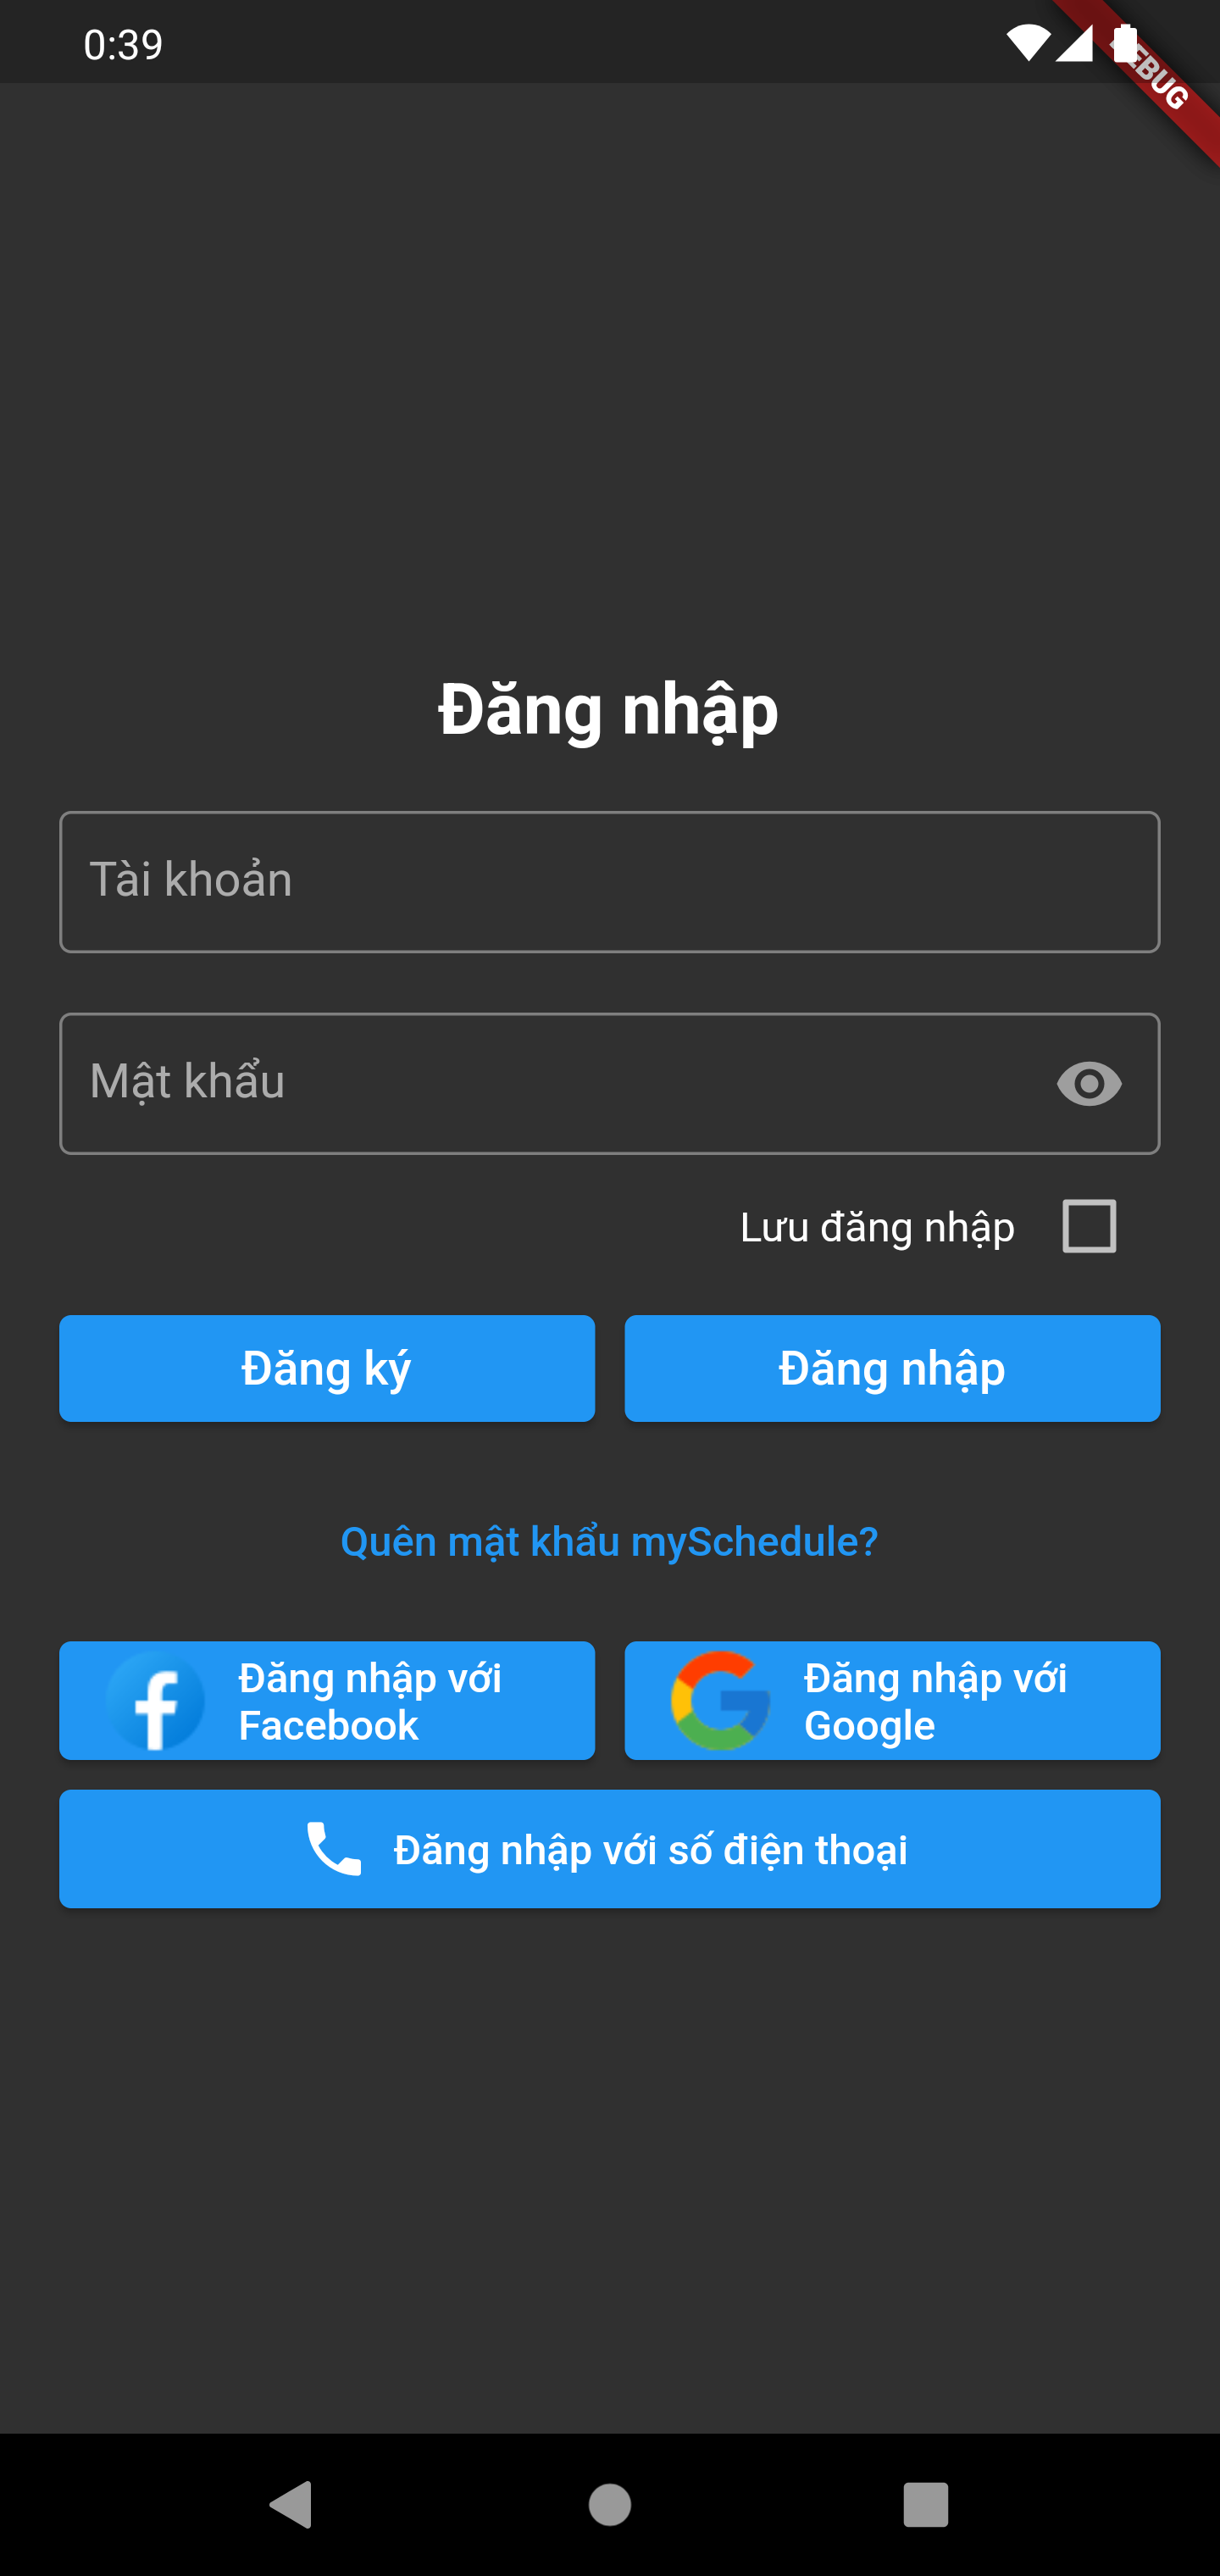 0:39
DEBUG
Đăng nhập
Tài khoản
Mật khẩu
Lưu đăng nhập
Đăng ký
Đăng nhập
Quên mật khẩu mySchedule?
Đăng nhập với
Facebook
Đăng nhập với
Google
Đăng nhập với số điện thoại